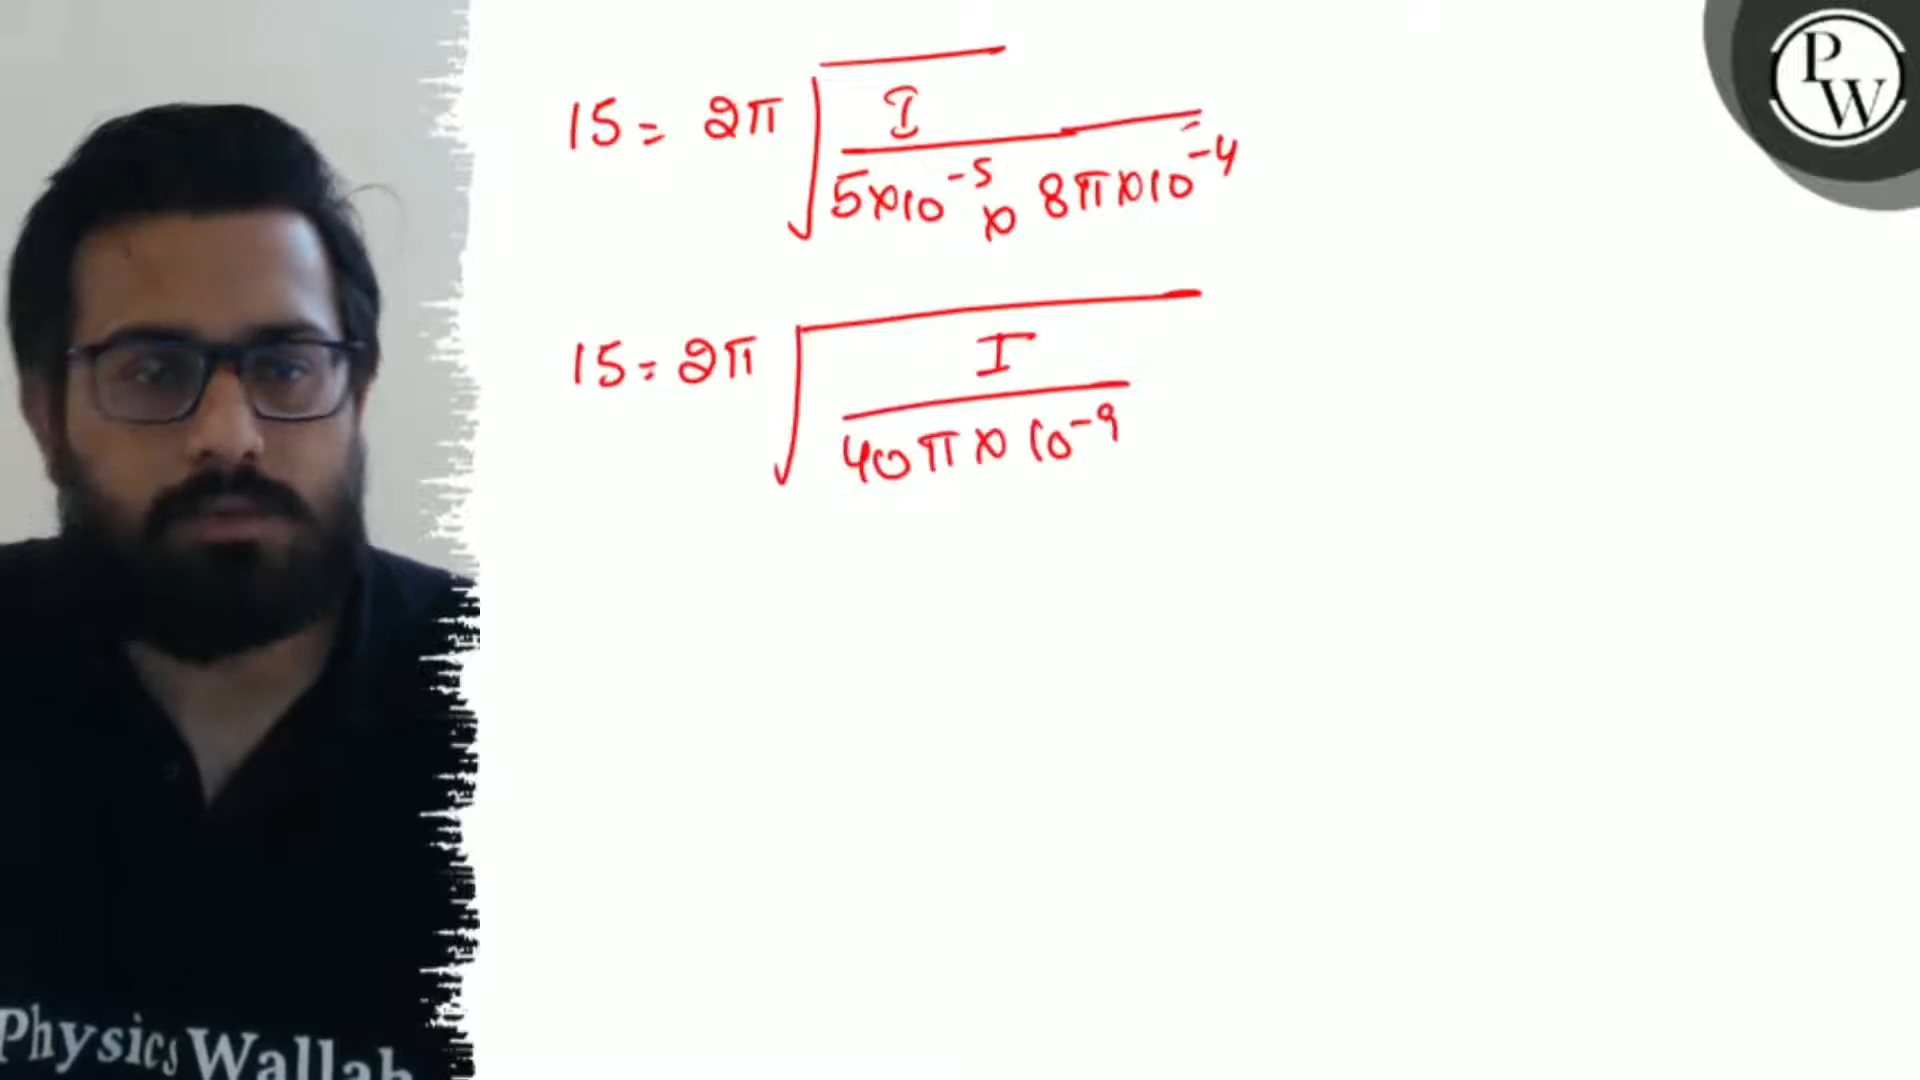 PW
15 = 2π √(I / (5×10⁻⁵ × 8π×10⁻⁴))
15 = 2π √(I / (40π × 10⁻⁹))
Physics Wallah